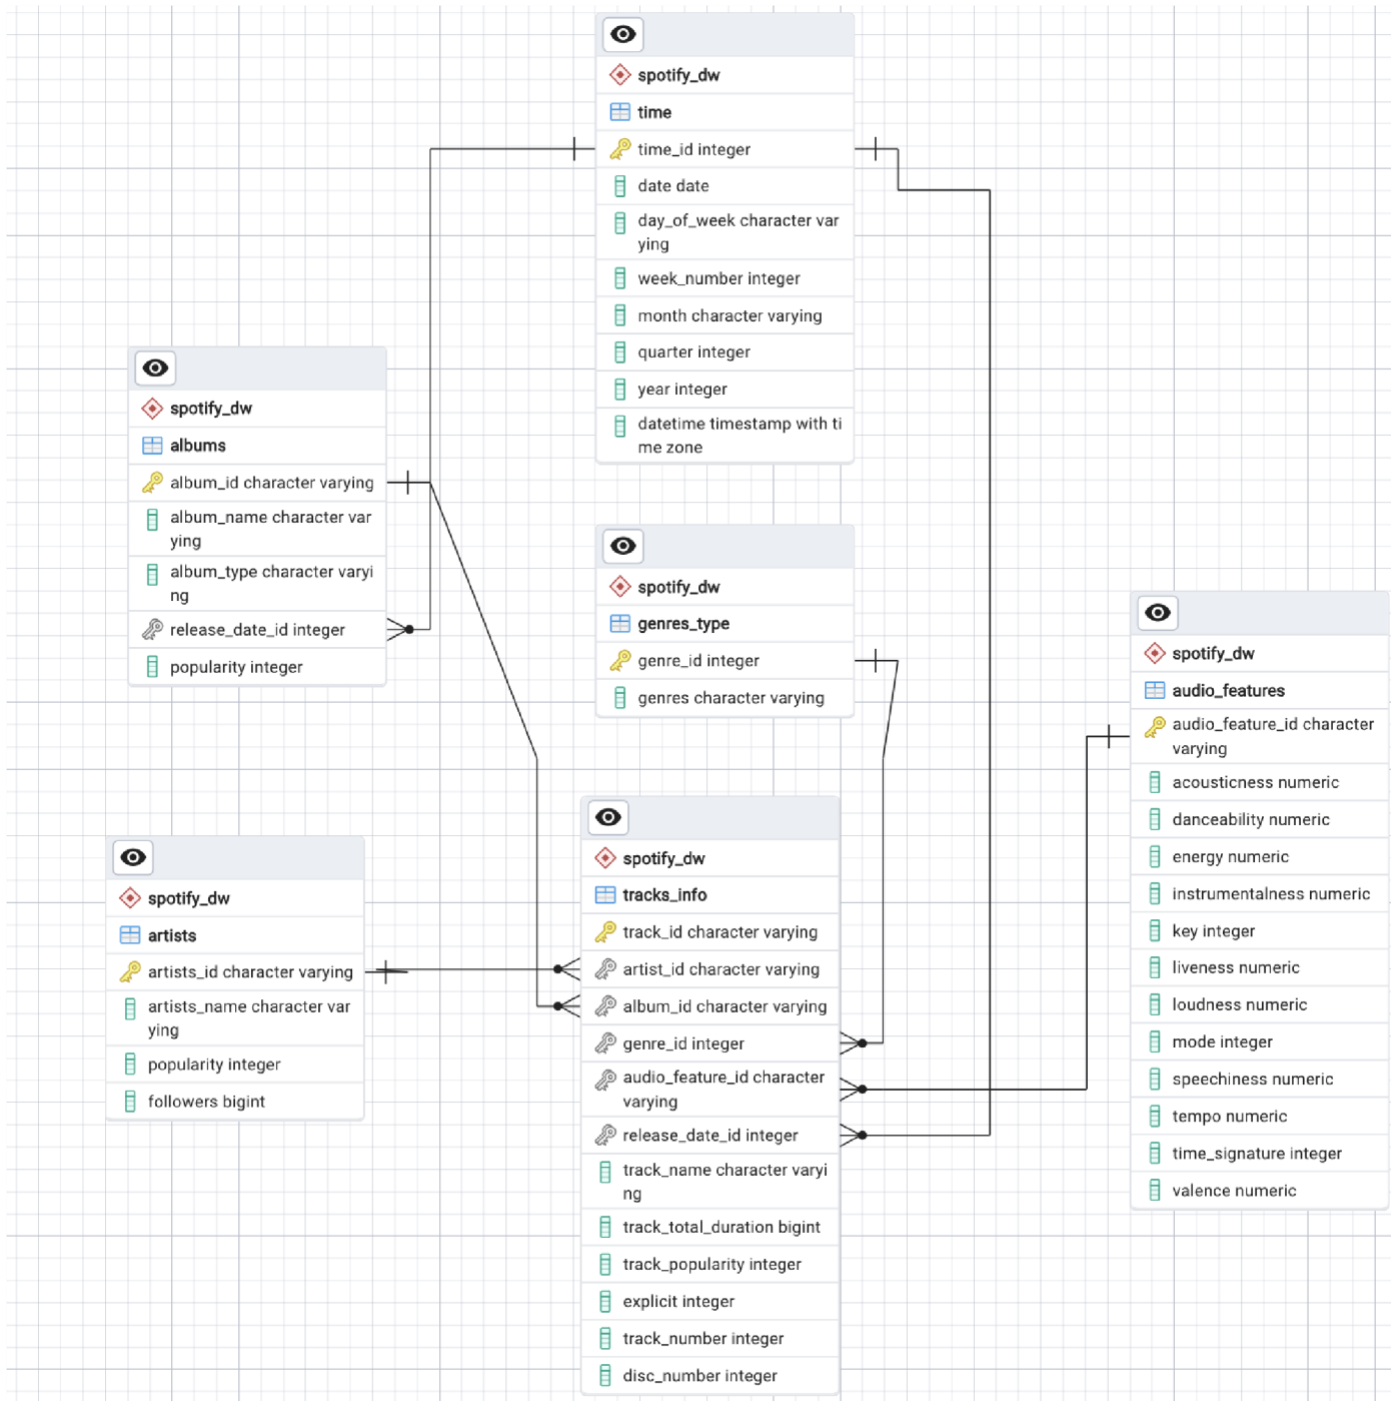 spotify_dw
time
time_id integer
date date
day_of_week character var
ying
week_number integer
month character varying
quarter integer
year integer
datetime timestamp with ti
me zone
spotify_dw
albums
album_id character varying
album_name character var
ying
album_type character varyi
ng
release_date_id integer
popularity integer
spotify_dw
genres_type
genre_id integer
genres character varying
spotify_dw
audio_features
audio_feature_id character
varying
acousticness numeric
danceability numeric
energy numeric
instrumentalness numeric
key integer
liveness numeric
loudness numeric
mode integer
speechiness numeric
tempo numeric
time_signature integer
valence numeric
spotify_dw
artists
artists_id character varying
artists_name character var
ying
popularity integer
followers bigint
spotify_dw
tracks_info
track_id character varying
artist_id character varying
album_id character varying
genre_id integer
audio_feature_id character
varying
release_date_id integer
track_name character varyi
ng
track_total_duration bigint
track_popularity integer
explicit integer
track_number integer
disc_number integer